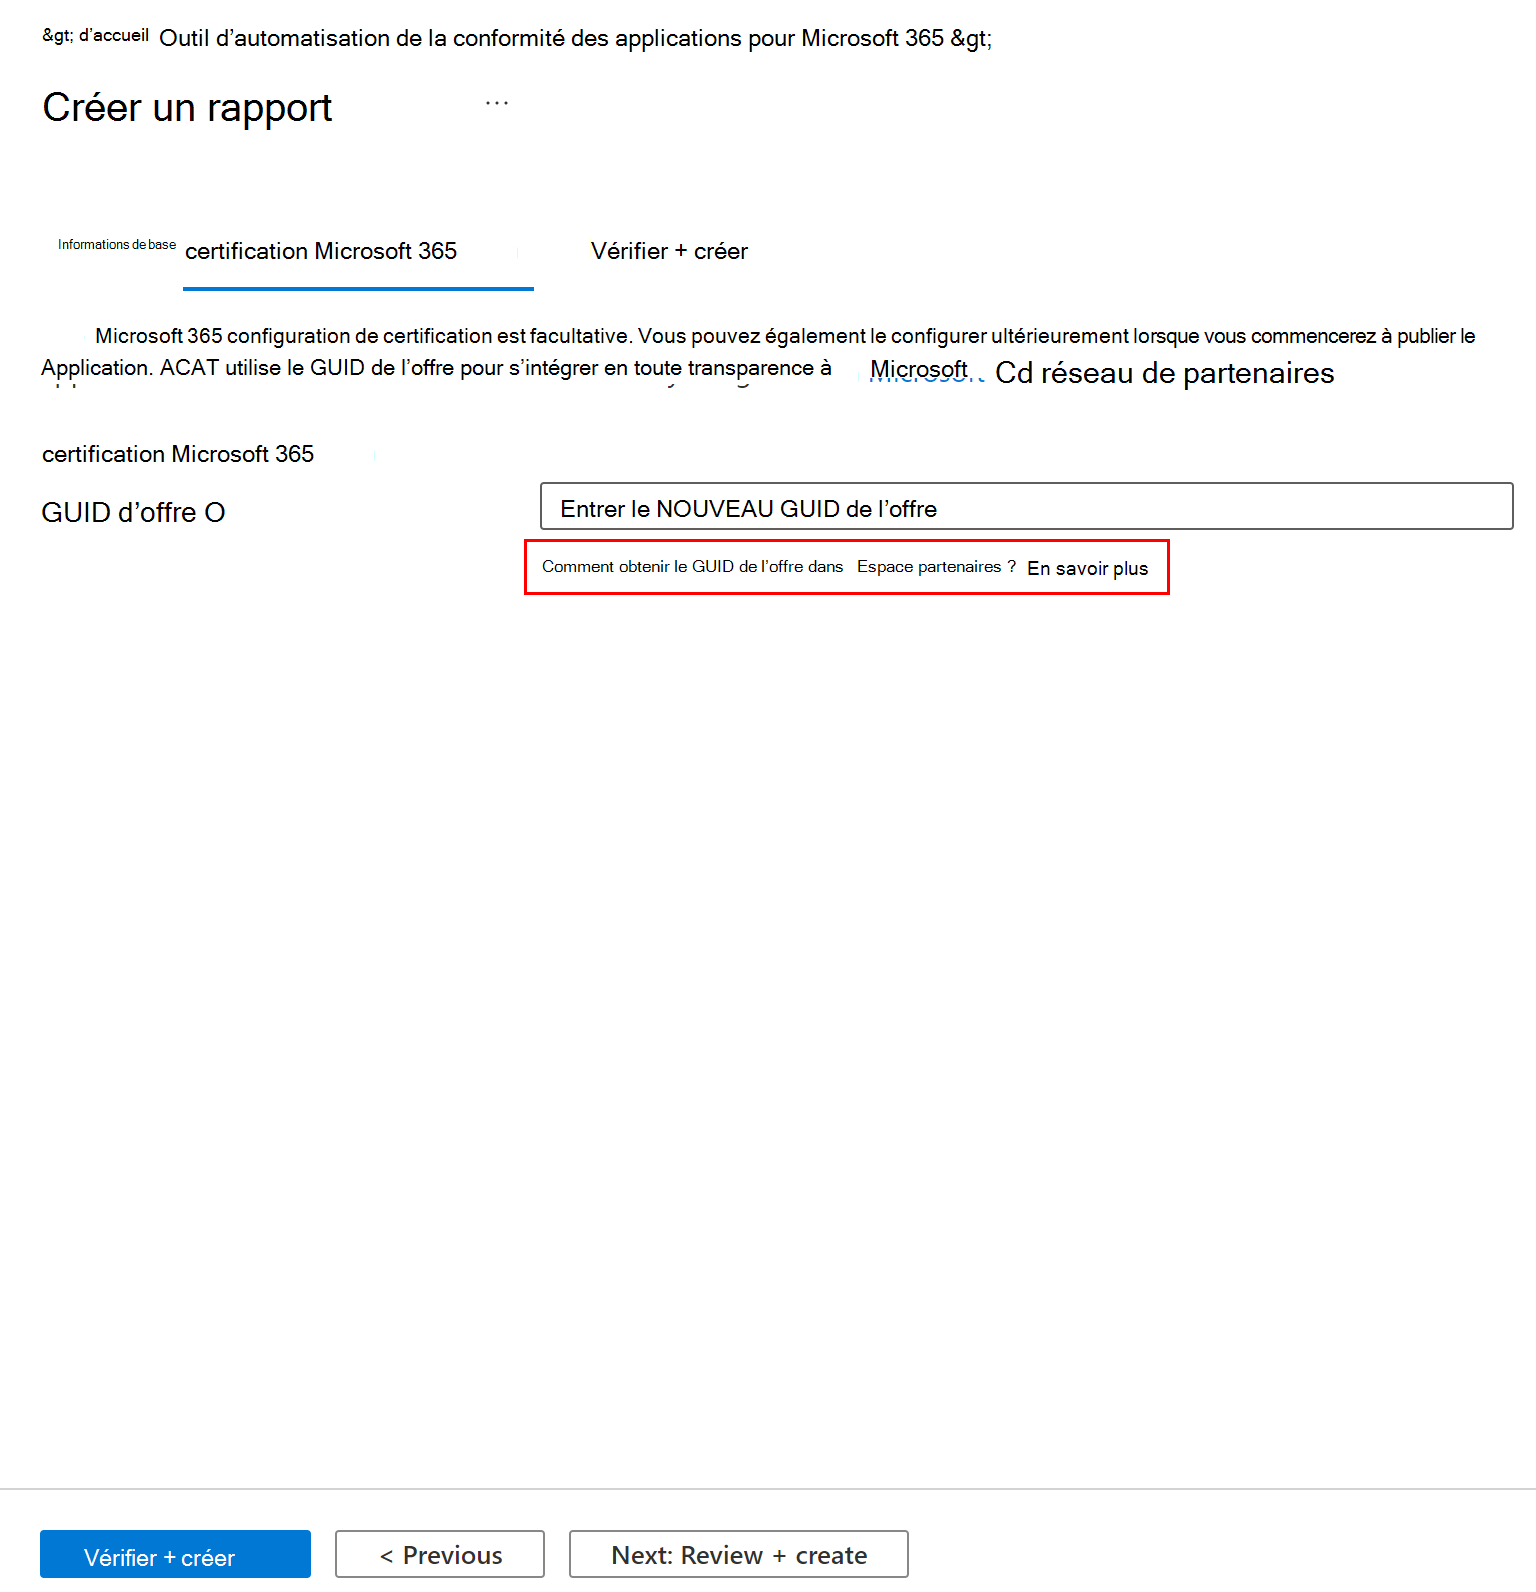 &gt; d’accueil Outil d’automatisation de la conformité des applications pour Microsoft 365 &gt;
Créer un rapport ...
Informations de base certification Microsoft 365 Vérifier + créer
Microsoft 365 configuration de certification est facultative. Vous pouvez également le configurer ultérieurement lorsque vous commencerez à publier le
Application. ACAT utilise le GUID de l’offre pour s’intégrer en toute transparence à Microsoft Cd réseau de partenaires
certification Microsoft 365
GUID d’offre O Entrer le NOUVEAU GUID de l’offre
Comment obtenir le GUID de l’offre dans Espace partenaires ? En savoir plus
Vérifier + créer < Previous Next: Review + create